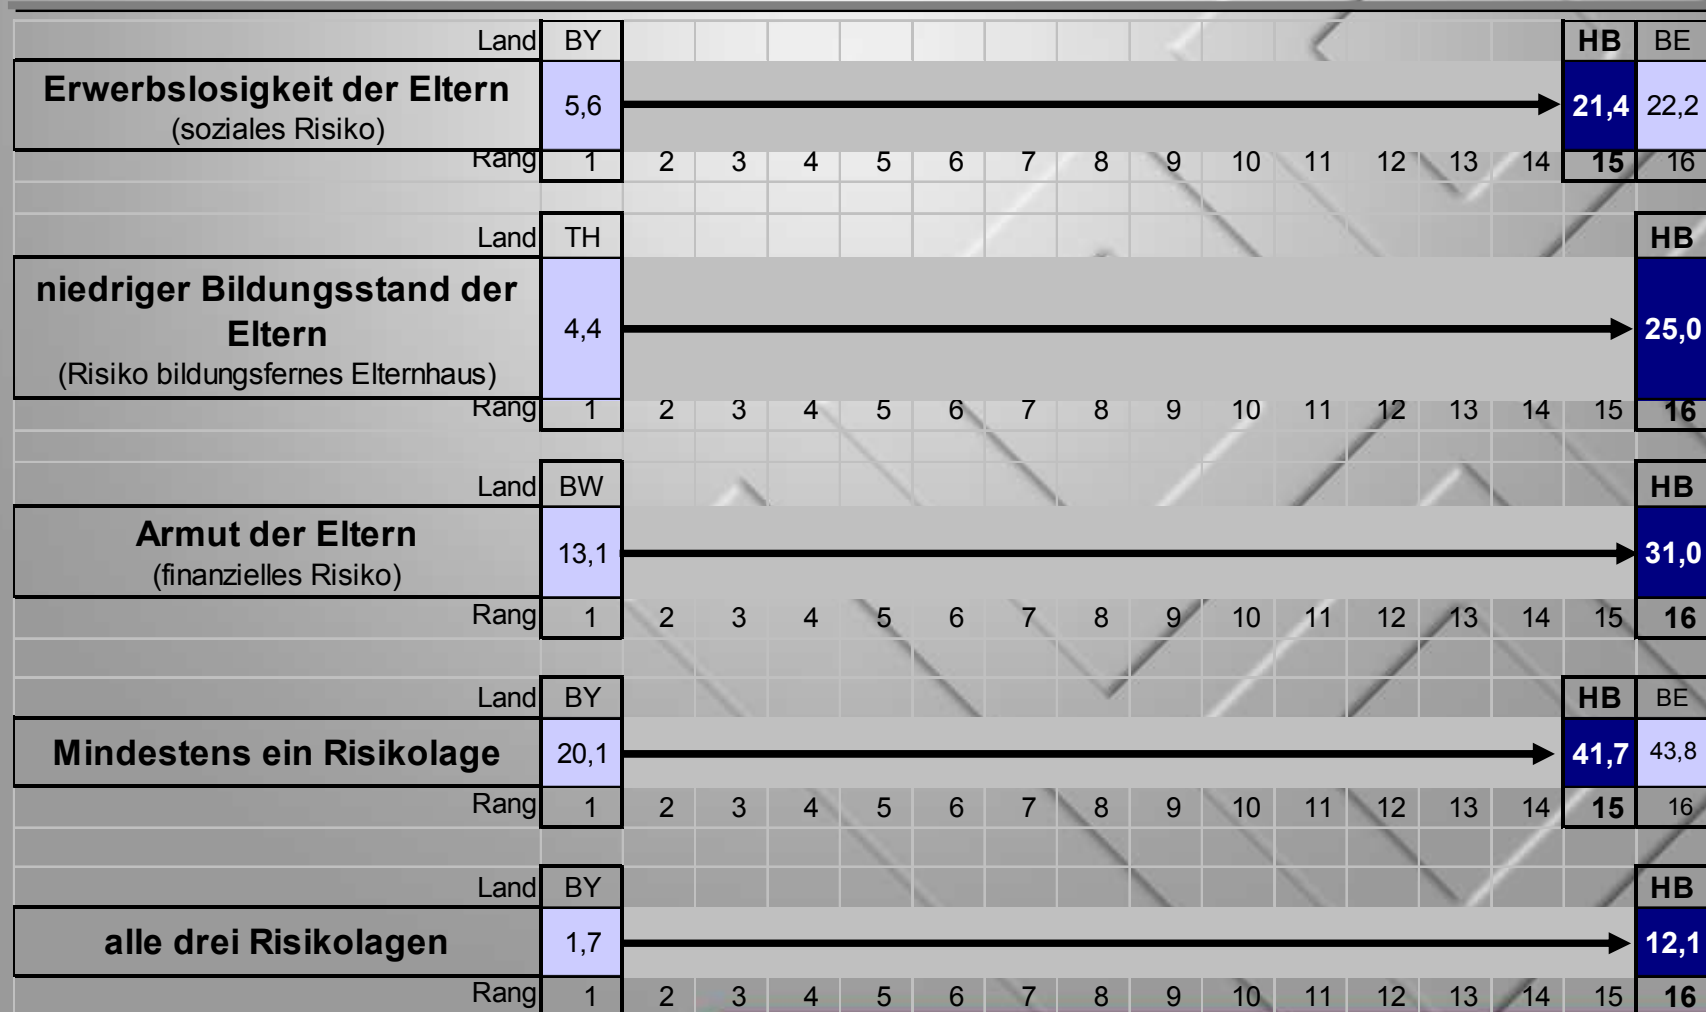 Land BY HB BE
Erwerbslosigkeit der Eltern
(soziales Risiko)
5,6 21,4 22,2
Rang 1 2 3 4 5 6 7 8 9 10 11 12 13 14 15 16
Land TH HB
niedriger Bildungsstand der
Eltern
(Risiko bildungsfernes Elternhaus)
4,4 25,0
Rang 1 2 3 4 5 6 7 8 9 10 11 12 13 14 15 16
Land BW HB
Armut der Eltern
(finanzielles Risiko)
13,1 31,0
Rang 1 2 3 4 5 6 7 8 9 10 11 12 13 14 15 16
Land BY HB BE
Mindestens ein Risikolage 20,1 41,7 43,8
Rang 1 2 3 4 5 6 7 8 9 10 11 12 13 14 15 16
Land BY HB
alle drei Risikolagen 1,7 12,1
Rang 1 2 3 4 5 6 7 8 9 10 11 12 13 14 15 16